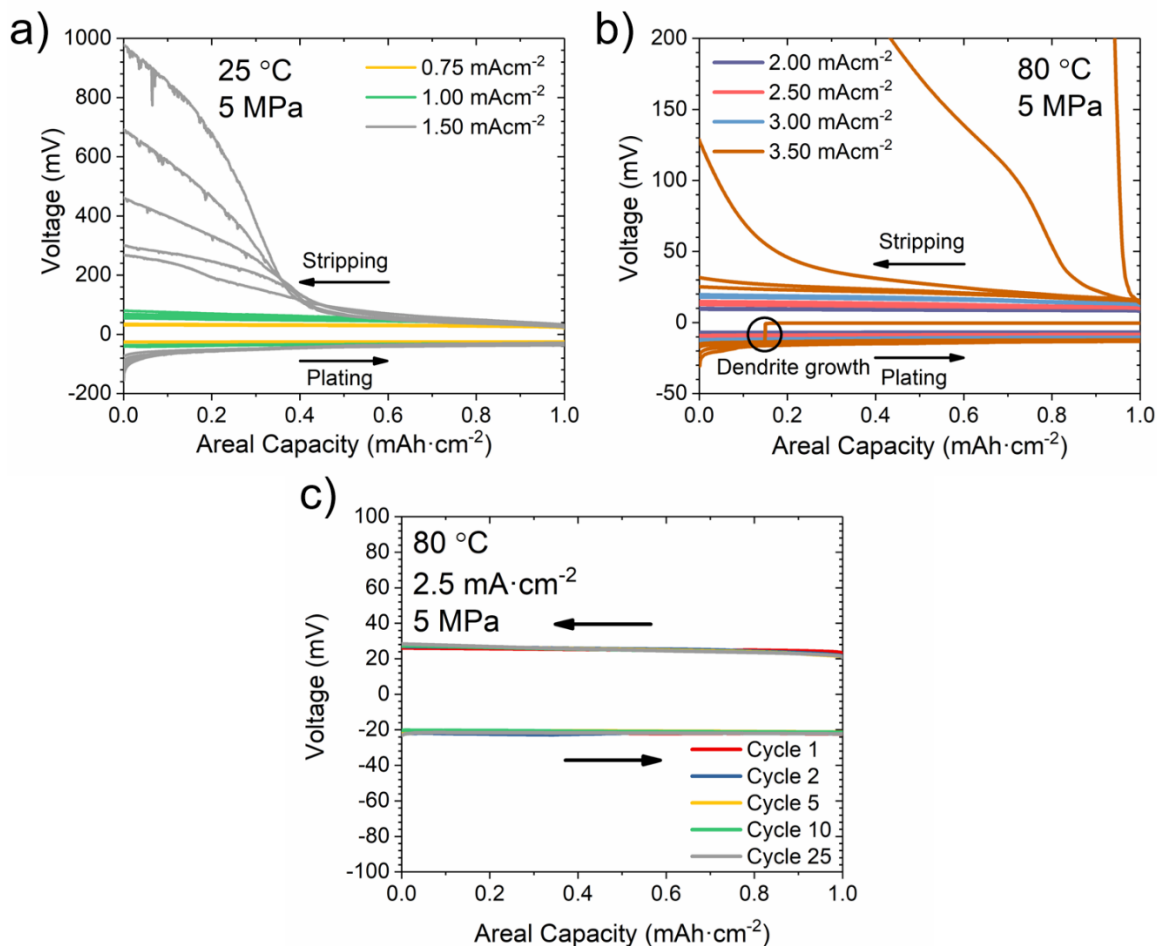 a)
1000
800
600
400
200
0
-200
Voltage (mV)
25 °C
5 MPa
0.75 mAcm-2
1.00 mAcm-2
1.50 mAcm-2
Stripping
Plating
0.0 0.2 0.4 0.6 0.8 1.0
Areal Capacity (mAh·cm-2)
b)
200
150
100
50
0
-50
Voltage (mV)
2.00 mAcm-2
2.50 mAcm-2
3.00 mAcm-2
3.50 mAcm-2
80 °C
5 MPa
Stripping
Dendrite growth
Plating
0.0 0.2 0.4 0.6 0.8 1.0
Areal Capacity (mAh·cm-2)
c)
100
80
60
40
20
0
-20
-40
-60
-80
-100
Voltage (mV)
80 °C
2.5 mA·cm-2
5 MPa
Cycle 1
Cycle 2
Cycle 5
Cycle 10
Cycle 25
0.0 0.2 0.4 0.6 0.8 1.0
Areal Capacity (mAh·cm-2)